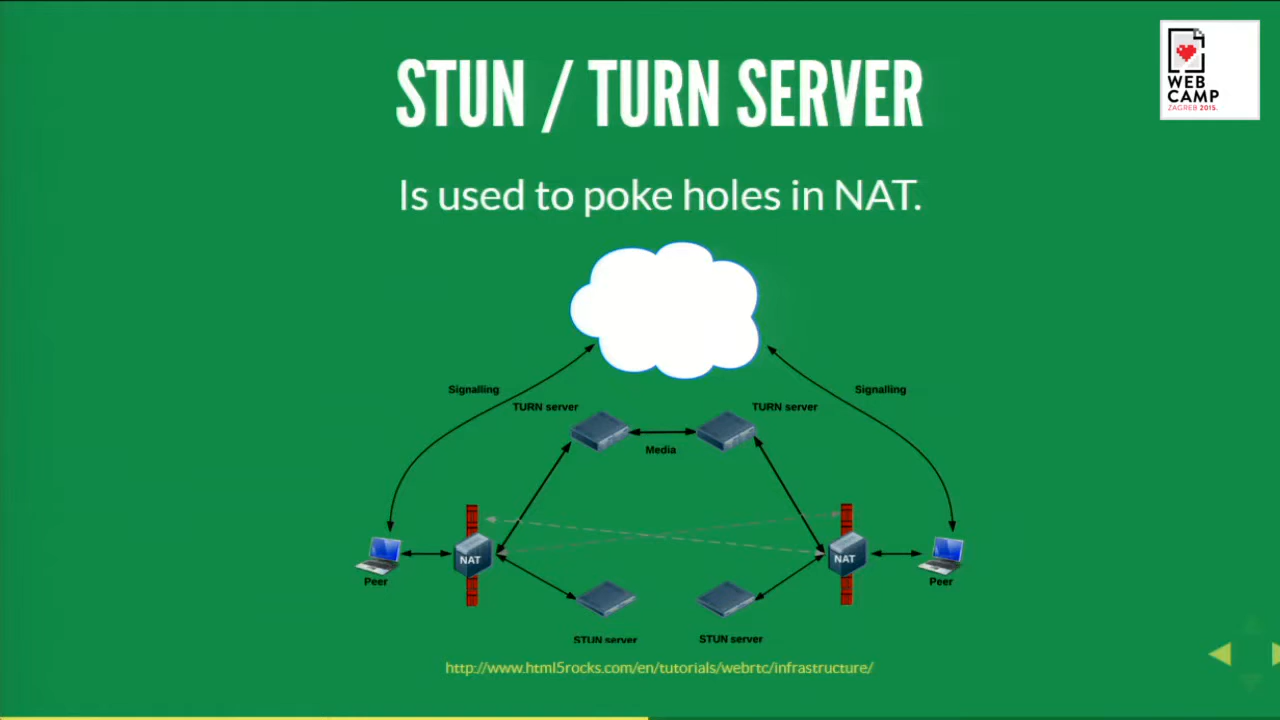 STUN / TURN SERVER
WEB
CAMP
ZAGREB 2015.
Is used to poke holes in NAT.
Signalling
Signalling
TURN server
TURN server
Media
NAT
NAT
Peer
Peer
STUN server
STUN server
http://www.html5rocks.com/en/tutorials/webrtc/infrastructure/